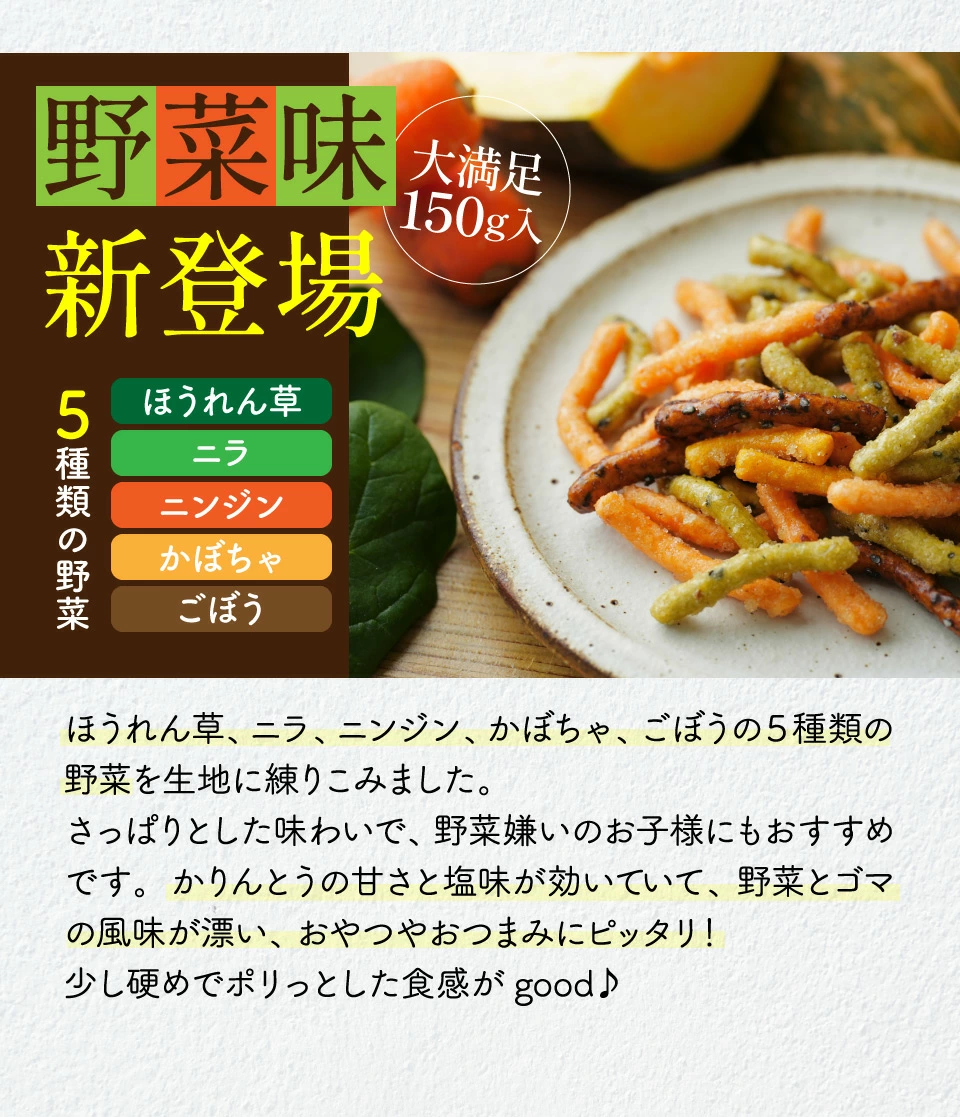 野菜味
新登場
大満足
150g入
5種類の野菜
ほうれん草
ニラ
ニンジン
かぼちゃ
ごぼう
ほうれん草、ニラ、ニンジン、かぼちゃ、ごぼうの5種類の
野菜を生地に練りこみました。
さっぱりとした味わいで、野菜嫌いのお子様にもおすすめ
です。かりんとうの甘さと塩味が効いていて、野菜とゴマ
の風味が漂い、おやつやおつまみにピッタリ!
少し硬めでポリっとした食感が good♪